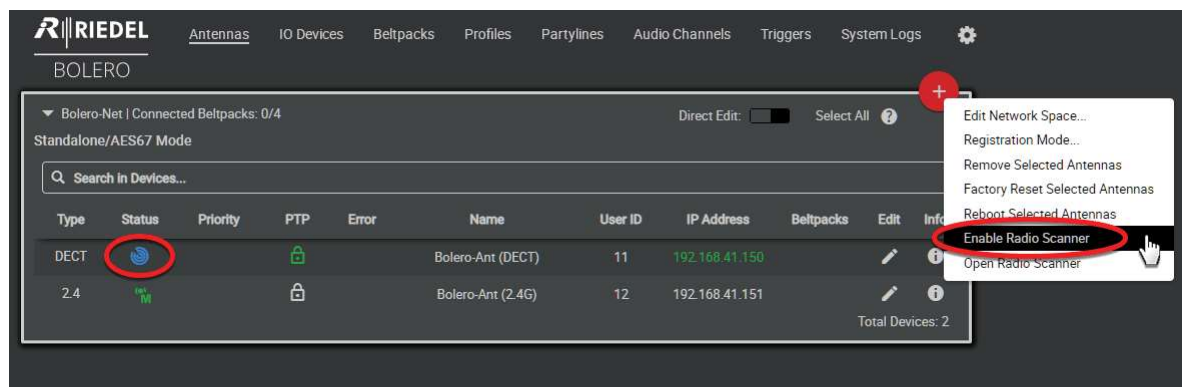 RIEDEL
BOLERO
Antennas IO Devices Beltpacks Profiles Partylines Audio Channels Triggers System Logs
+
Bolero-Net | Connected Beltpacks: 0/4 Direct Edit: Select All ?
Standalone/AES67 Mode
Search in Devices...
Type Status Priority PTP Error Name User ID IP Address Beltpacks Edit Info
DECT Bolero-Ant (DECT) 11 192.168.41.150
2.4 M Bolero-Ant (2.4G) 12 192.168.41.151
Total Devices: 2
Edit Network Space...
Registration Mode...
Remove Selected Antennas
Factory Reset Selected Antennas
Reboot Selected Antennas
Enable Radio Scanner
Open Radio Scanner